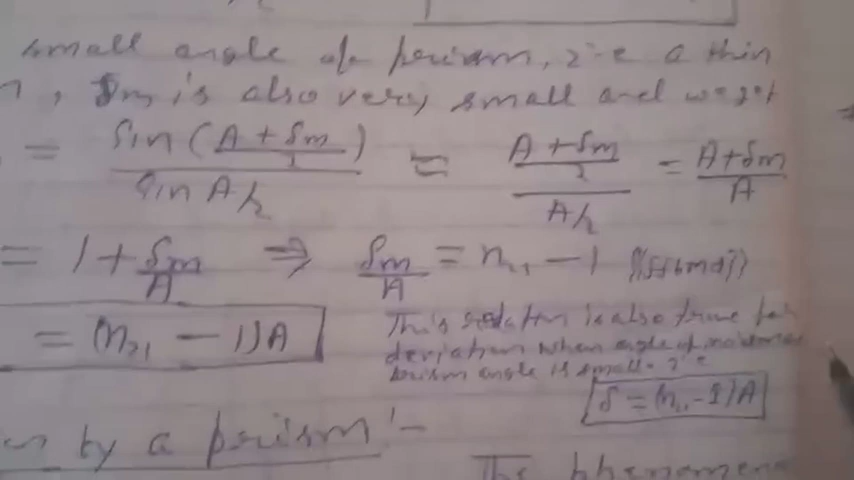 small angle of prism, i.e a thin
n, δm is also very small and we get
= Sin(A + δm / 2) / Sin A/2 = (A + δm / 2) / (A/2) = (A + δm) / A
= 1 + δm/A ⇒ δm/A = n21 − 1
= (n21 − 1)A
This relation is also true for
deviation when angle of
prism angle is small. i.e
δ = (n21 − 1)A
by a prism :-
The phenomena